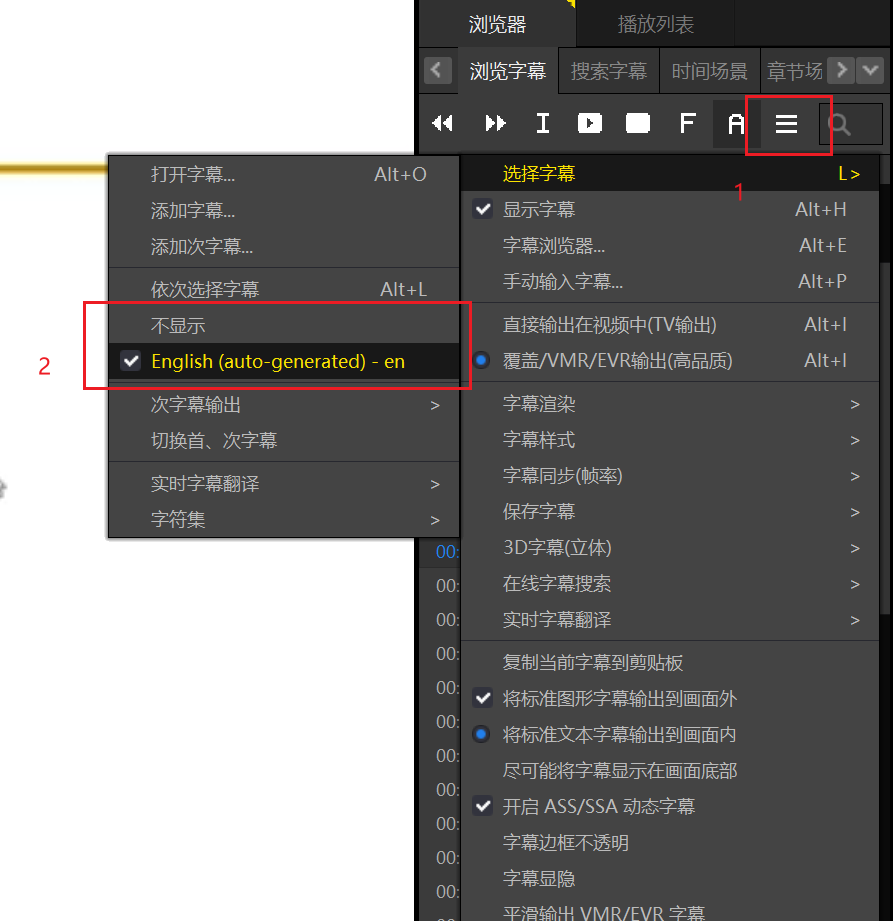 浏览器
播放列表
浏览字幕
搜索字幕
时间场景
章节场
F
A
1
2
打开字幕... Alt+O
添加字幕...
添加次字幕...
依次选择字幕 Alt+L
不显示
English (auto-generated) - en
次字幕输出 >
切换首、次字幕
实时字幕翻译 >
字符集 >
选择字幕 L >
显示字幕 Alt+H
字幕浏览器... Alt+E
手动输入字幕... Alt+P
直接输出在视频中(TV输出) Alt+I
覆盖/VMR/EVR输出(高品质) Alt+I
字幕渲染 >
字幕样式 >
字幕同步(帧率) >
保存字幕 >
3D字幕(立体) >
在线字幕搜索 >
实时字幕翻译 >
复制当前字幕到剪贴板
将标准图形字幕输出到画面外
将标准文本字幕输出到画面内
尽可能将字幕显示在画面底部
开启 ASS/SSA 动态字幕
字幕边框不透明
字幕显隐
平滑输出 VMR/EVR 字幕
00:
00:
00:
00:
00:
00:
00:
00:
00:
00:
00: